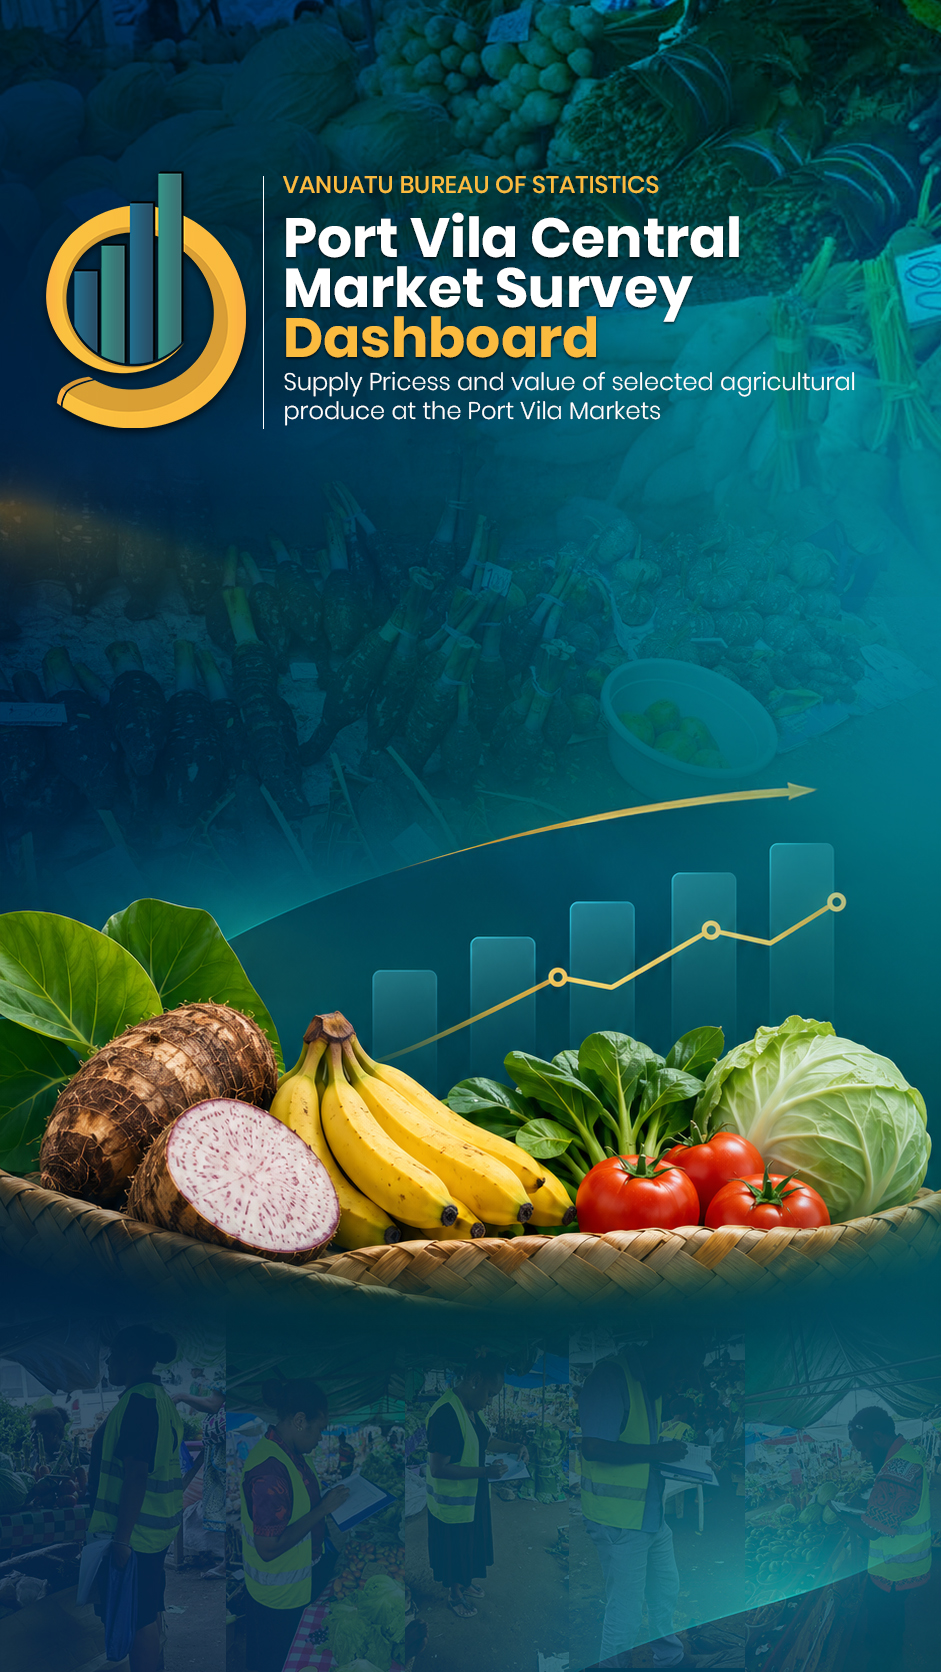 VANUATU BUREAU OF STATISTICS
Port Vila Central
Market Survey
Dashboard
Supply Pricess and value of selected agricultural
produce at the Port Vila Markets